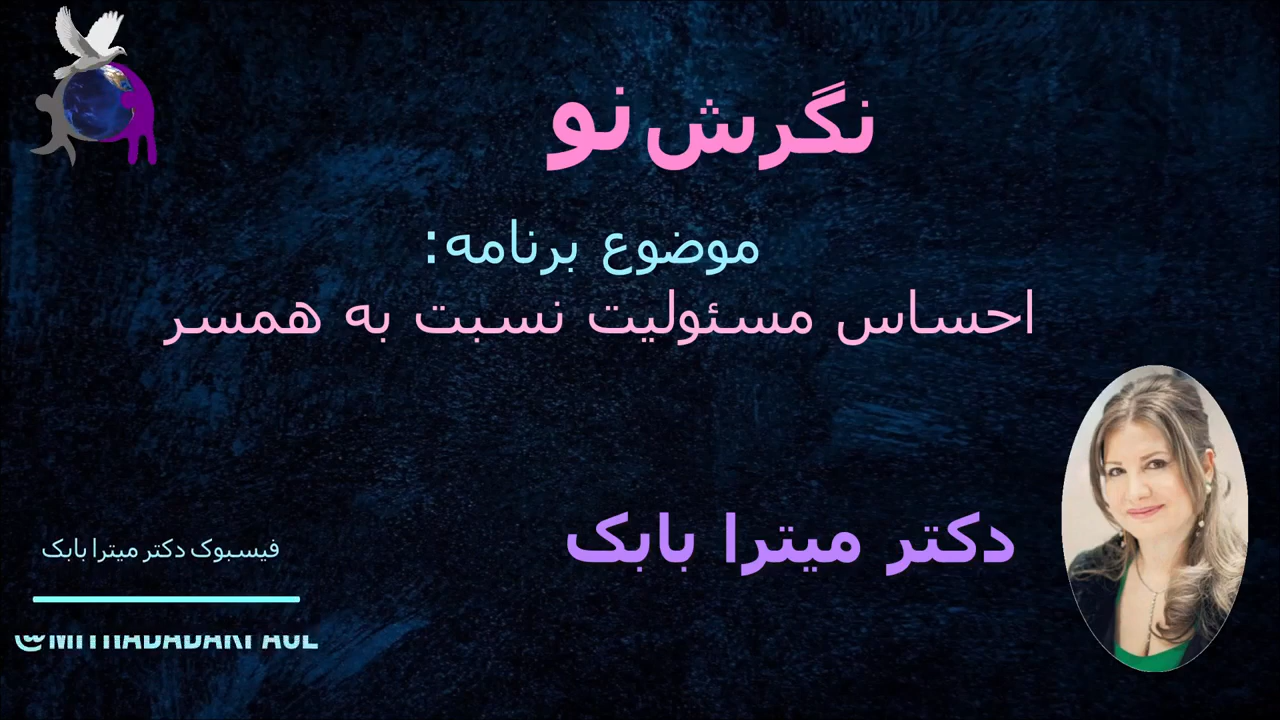 نگرش نو
موضوع برنامه:
احساس مسئولیت نسبت به همسر
دکتر میترا بابک
فیسبوک دکتر میترا بابک